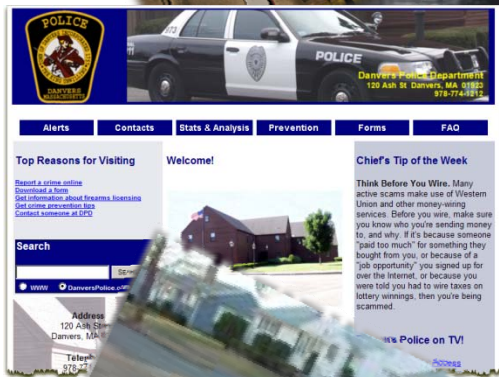 POLICE
DANVERS
MASSACHUSETTS
POLICE
Danvers Police Department
120 Ash St Danvers, MA 01923
978-774-1212
Alerts Contacts Stats & Analysis Prevention Forms FAQ
Top Reasons for Visiting
Report a crime online
Download a form
Get information about firearms licensing
Get crime prevention tips
Contact someone at DPD
Search
WWW DanversPolice.c
Address
120 Ash
Danvers, MA
978-77
Welcome!
Chief's Tip of the Week
Think Before You Wire. Many
active scams make use of Western
Union and other money-wiring
services. Before you wire, make sure
you know who you're sending money
to, and why. If it's because someone
"paid too much" for something they
bought from you, or because of a
"job opportunity" you signed up for
over the Internet, or because you
were told you had to wire taxes on
lottery winnings, then you're being
scammed.
Police on TV!
Access